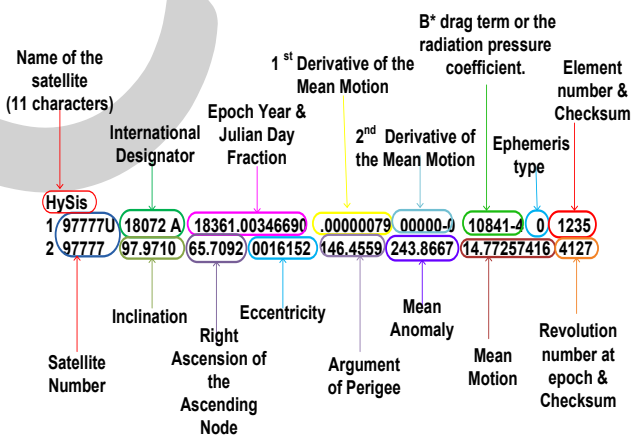 Name of the
satellite
(11 characters)
International
Designator
Epoch Year &
Julian Day
Fraction
1 st Derivative of the
Mean Motion
2nd Derivative of
the Mean Motion
B* drag term or the
radiation pressure
coefficient.
Ephemeris
type
Element
number &
Checksum
HySis
1 97777U 18072 A 18361.00346690 .00000079 00000-0 10841-4 0 1235
2 97777 97.9710 65.7092 0016152 146.4559 243.8667 14.77257416 4127
Satellite
Number
Inclination
Right
Ascension of
the
Ascending
Node
Eccentricity
Argument
of Perigee
Mean
Anomaly
Mean
Motion
Revolution
number at
epoch &
Checksum